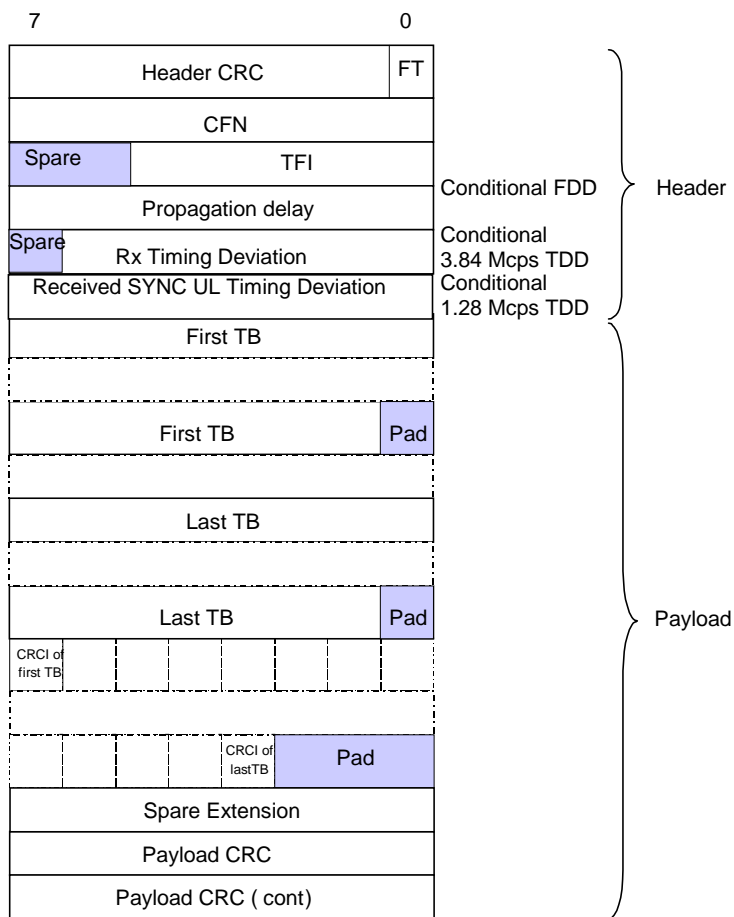 7 0
Header CRC FT
CFN
Spare TFI
Propagation delay Conditional FDD
Header
Spare Rx Timing Deviation Conditional
3.84 Mcps TDD
Received SYNC UL Timing Deviation Conditional
1.28 Mcps TDD
First TB
First TB Pad
Last TB
Last TB Pad
Payload
CRCI of
first TB
CRCI of
lastTB
Pad
Spare Extension
Payload CRC
Payload CRC ( cont)